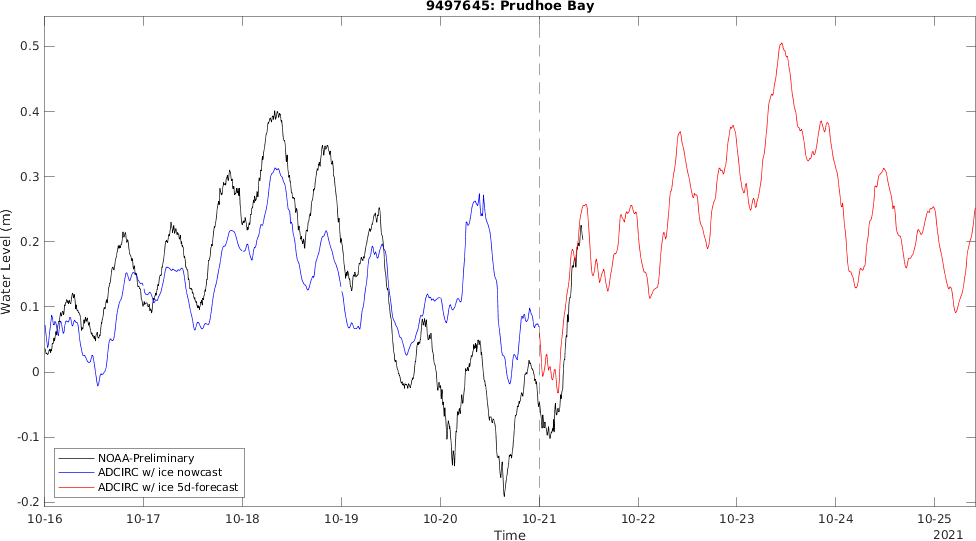 9497645: Prudhoe Bay
Water Level (m)
0.5
0.4
0.3
0.2
0.1
0
-0.1
-0.2
NOAA-Preliminary
ADCIRC w/ ice nowcast
ADCIRC w/ ice 5d-forecast
10-16 10-17 10-18 10-19 10-20 10-21 10-22 10-23 10-24 10-25
Time
2021